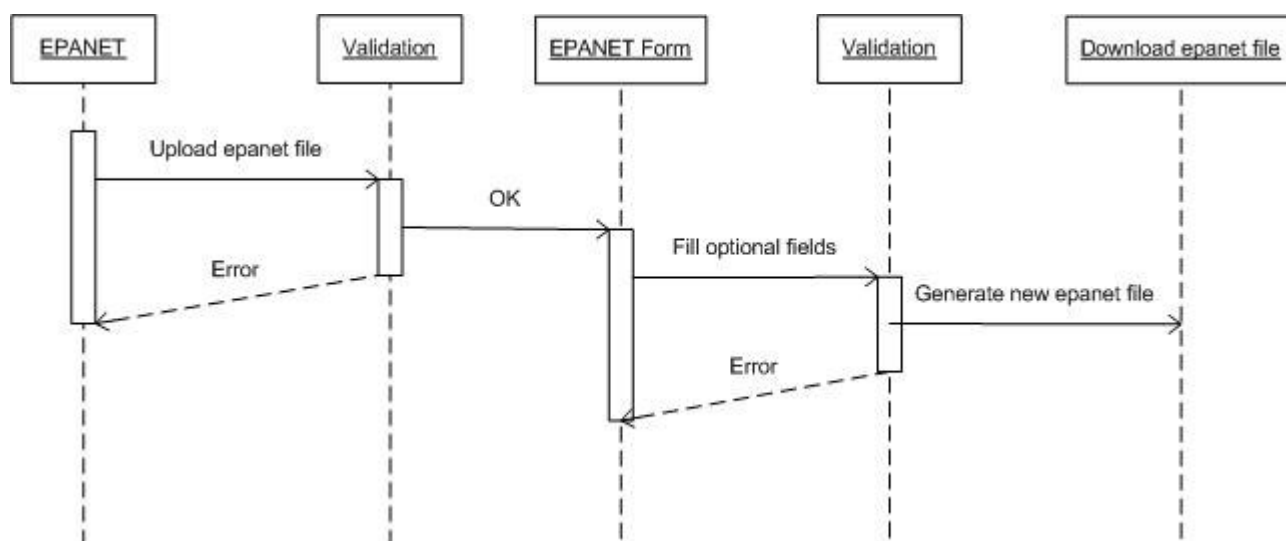 EPANET
Validation
EPANET Form
Validation
Download epanet file
Upload epanet file
OK
Fill optional fields
Error
Generate new epanet file
Error